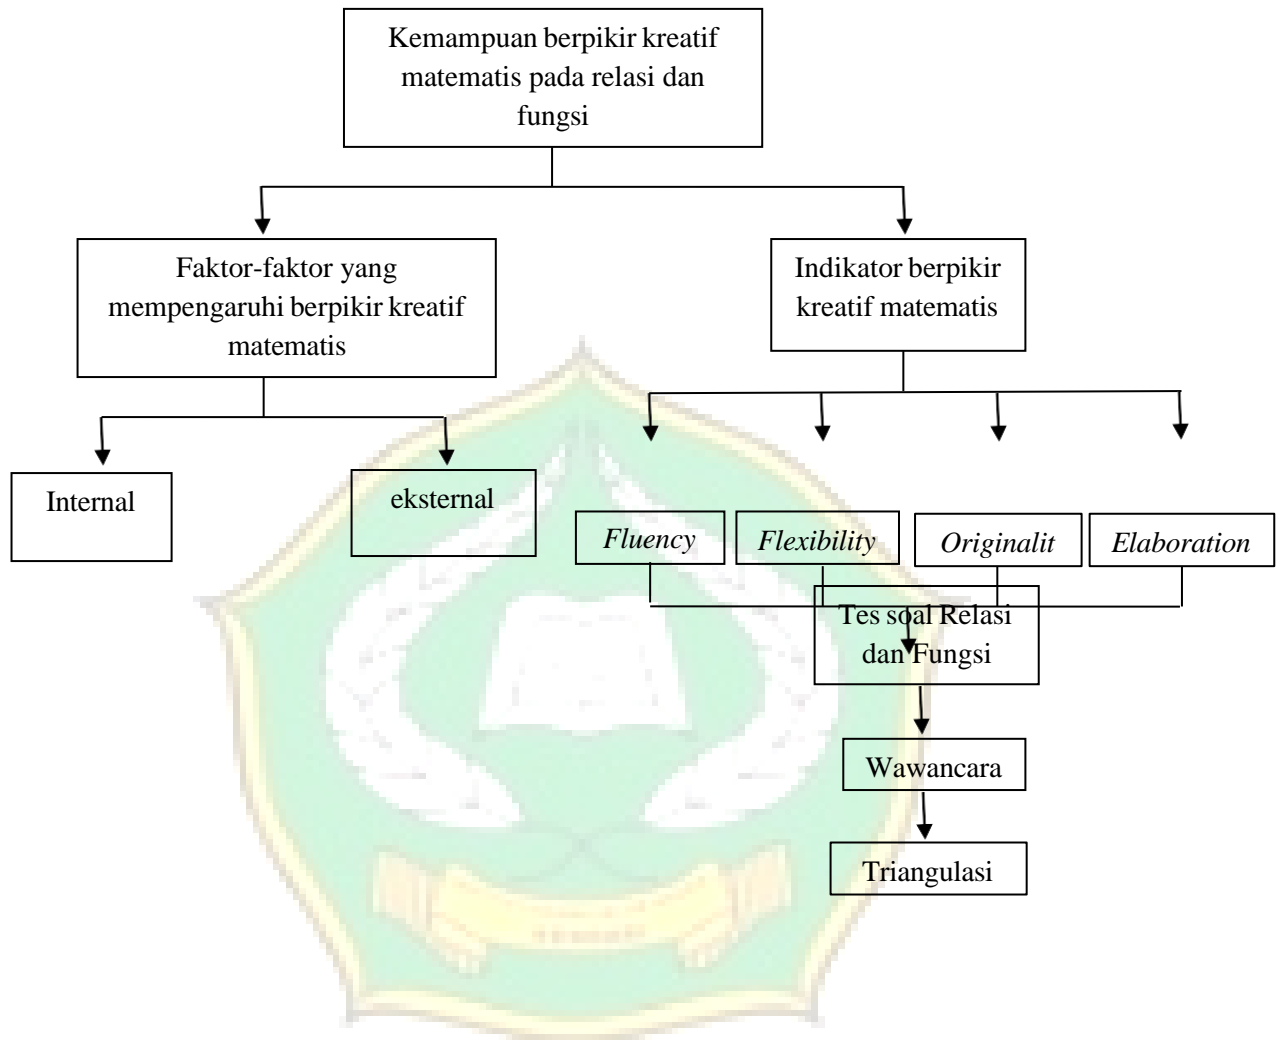 Kemampuan berpikir kreatif
matematis pada relasi dan
fungsi
Faktor-faktor yang
mempengaruhi berpikir kreatif
matematis
Indikator berpikir
kreatif matematis
Internal
eksternal
Fluency
Flexibility
Originalit
Elaboration
Tes soal Relasi
dan Fungsi
Wawancara
Triangulasi